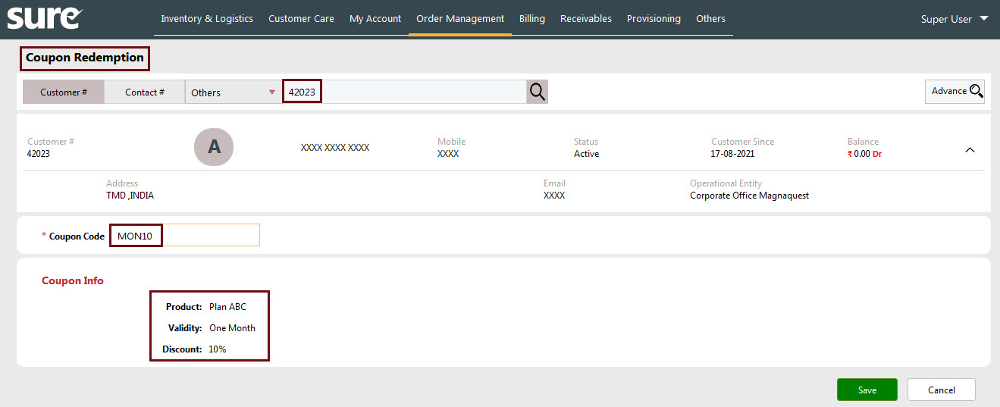 sure
Inventory & Logistics Customer Care My Account Order Management Billing Receivables Provisioning Others
Super User
Coupon Redemption
Customer # Contact # Others 42023
Advance
Customer #
42023
A
XXXX XXXX XXXX
Mobile
XXXX
Status
Active
Customer Since
17-08-2021
Balance
₹ 0.00 Dr
Address
TMD ,INDIA
Email
XXXX
Operational Entity
Corporate Office Magnaquest
* Coupon Code MON10
Coupon Info
Product: Plan ABC
Validity: One Month
Discount: 10%
Save Cancel